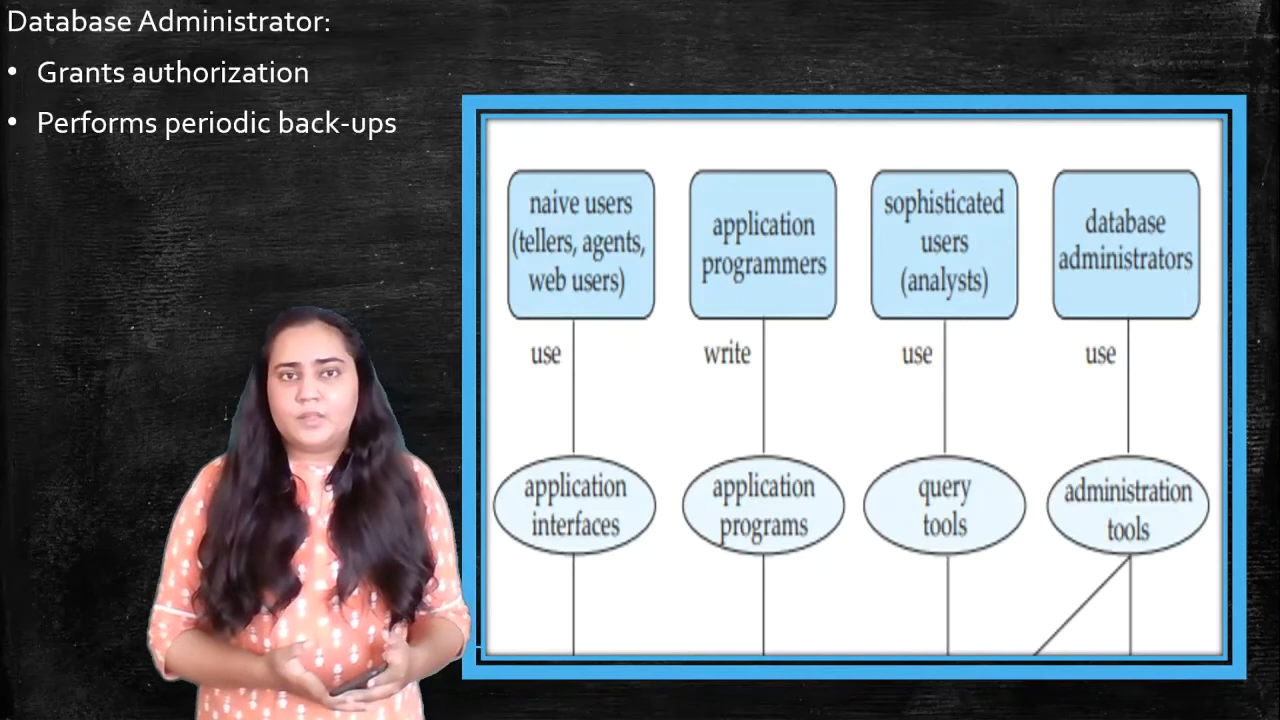 Database Administrator:
• Grants authorization
• Performs periodic back-ups
naive users
(tellers, agents,
web users)
application
programmers
sophisticated
users
(analysts)
database
administrators
use
write
use
use
application
interfaces
application
programs
query
tools
administration
tools